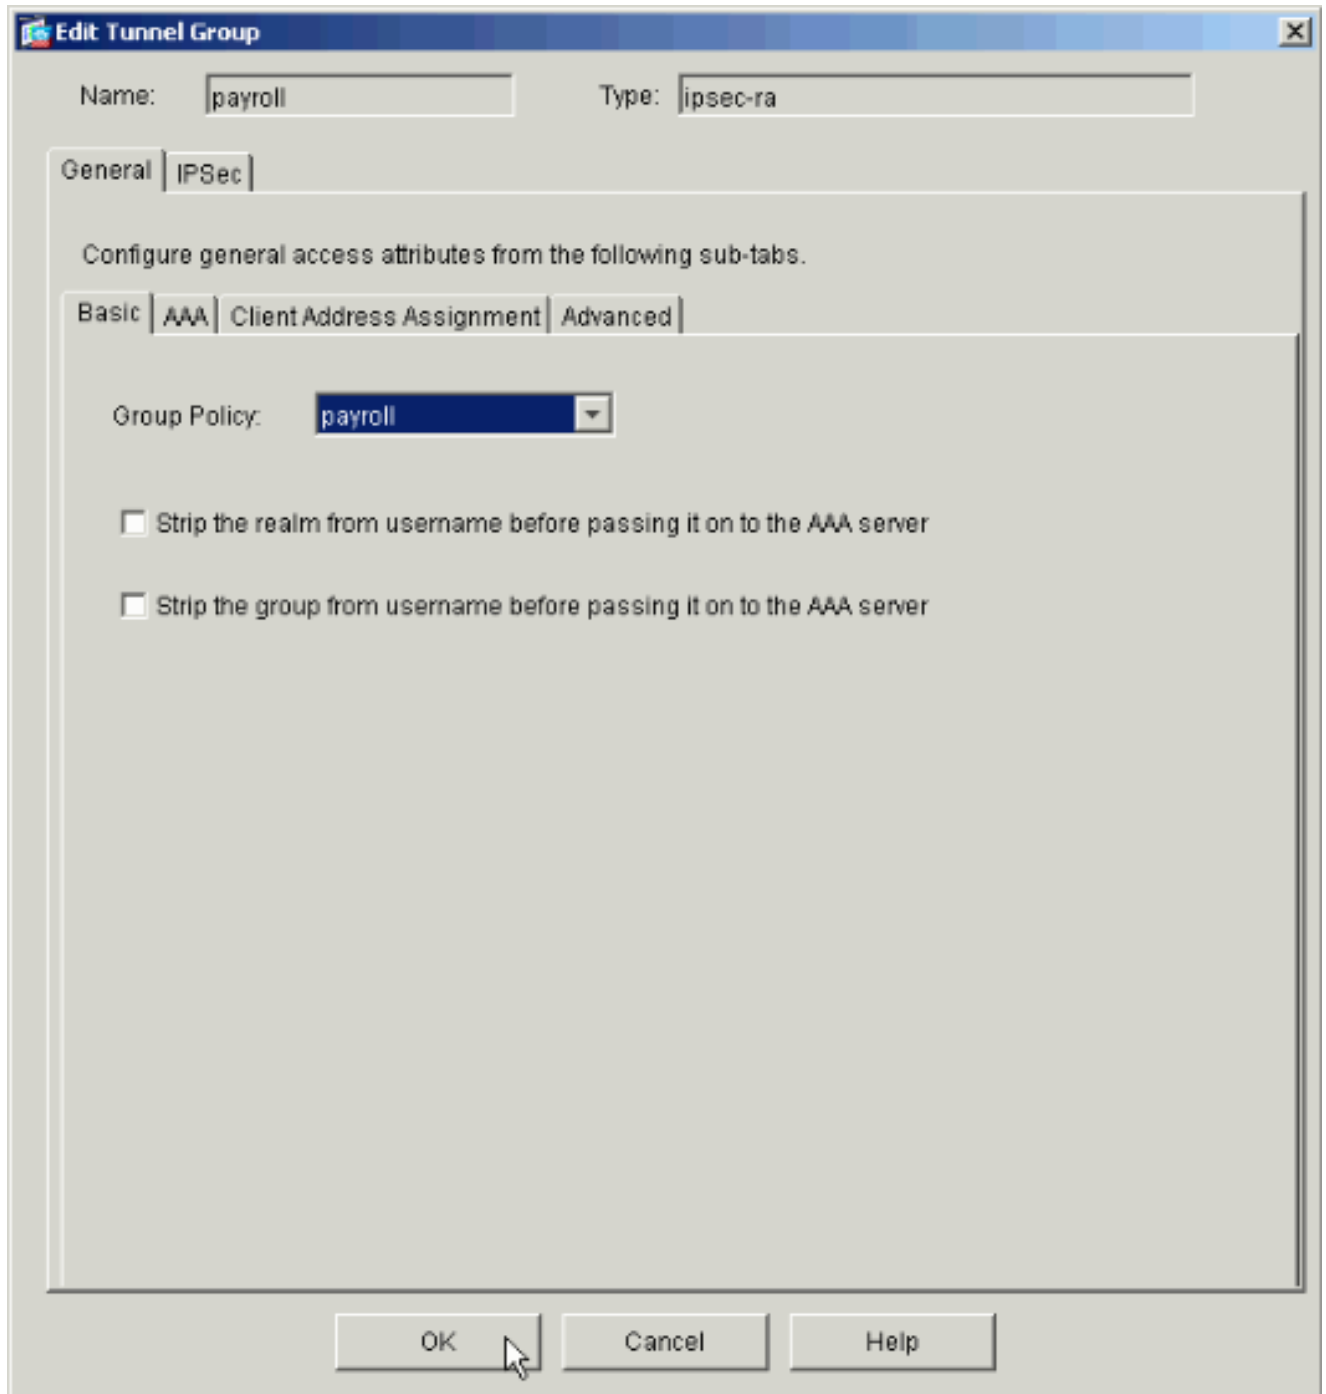 Edit Tunnel Group
Name: payroll Type: ipsec-ra
General IPSec
Configure general access attributes from the following sub-tabs.
Basic AAA Client Address Assignment Advanced
Group Policy: payroll
Strip the realm from username before passing it on to the AAA server
Strip the group from username before passing it on to the AAA server
OK Cancel Help